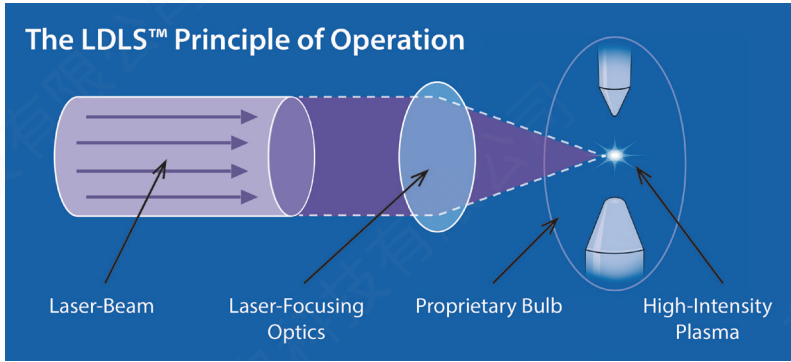 The LDLS™ Principle of Operation
Laser-Beam
Laser-Focusing
Optics
Proprietary Bulb
High-Intensity
Plasma